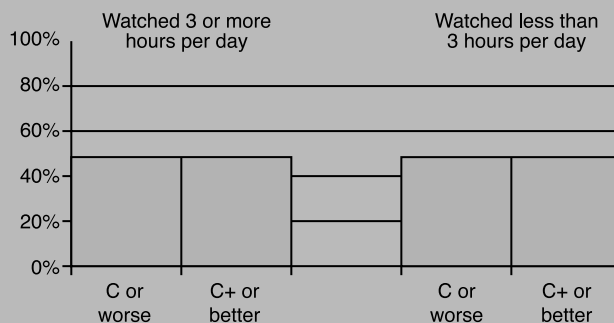 Watched 3 or more
hours per day
Watched less than
3 hours per day
100%
80%
60%
40%
20%
0%
C or
worse
C+ or
better
C or
worse
C+ or
better